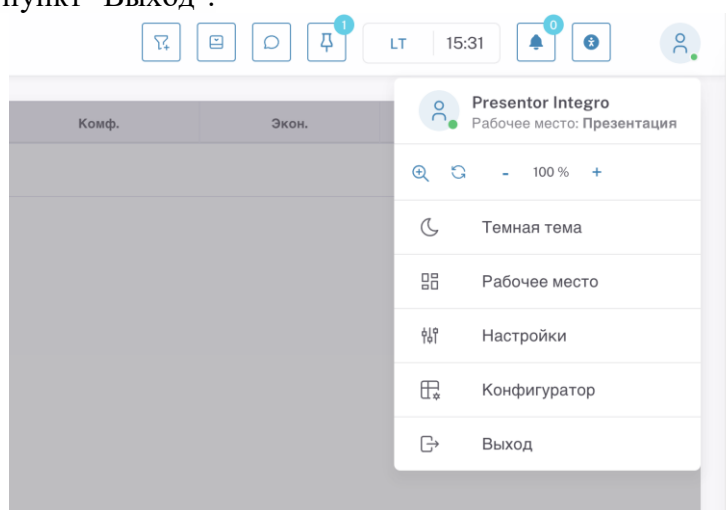 пункт "Выход".
1
0
LT 15:31
Комф. Экон.
Presentor Integro
Рабочее место: Презентация
- 100 % +
Темная тема
Рабочее место
Настройки
Конфигуратор
Выход